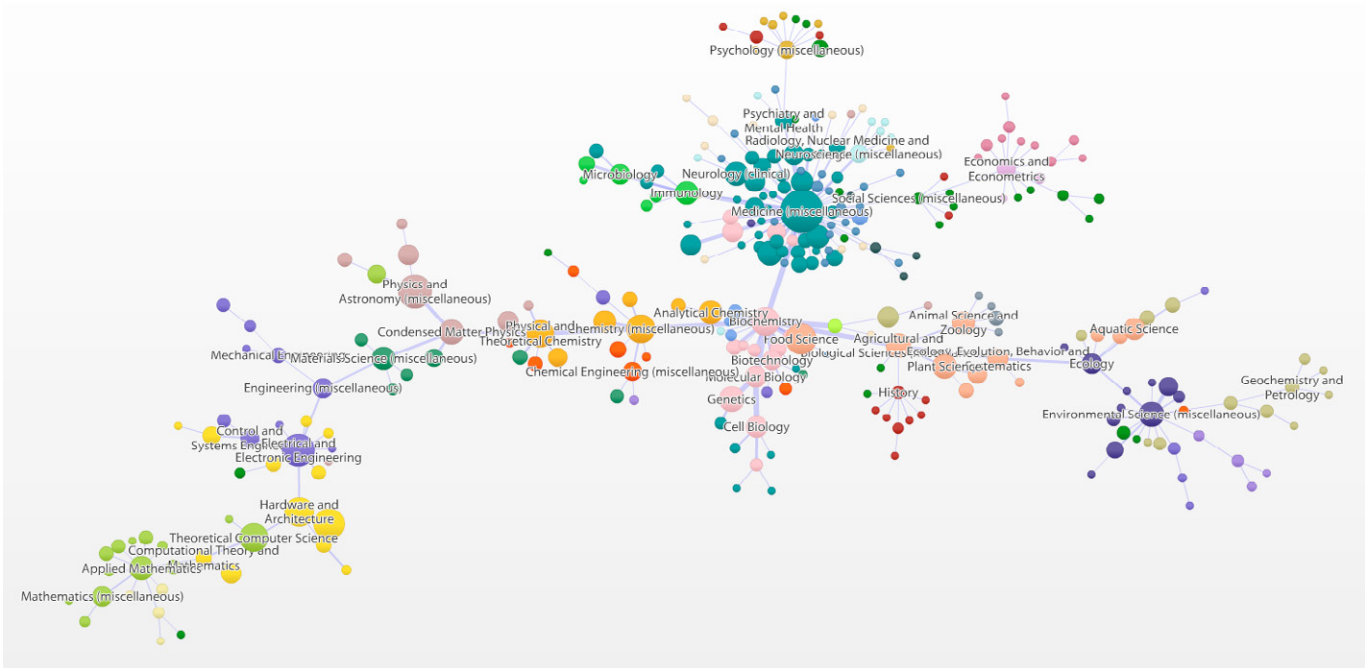 Psychology (miscellaneous)
Psychiatry and
Mental Health
Radiology, Nuclear Medicine and
Neuroscience (miscellaneous)
Economics and
Econometrics
Microbiology
Neurology (clinical)
Immunology
Social Sciences (miscellaneous)
Medicine (miscellaneous)
Physics and
Astronomy (miscellaneous)
Analytical Chemistry
Animal Science and
Zoology
Condensed Matter Physics
Physical and
Theoretical Chemistry
Chemistry (miscellaneous)
Biochemistry
Food Science
Agricultural and
Biological Sciences
Aquatic Science
Mechanical Engineering
Materials Science (miscellaneous)
Ecology, Evolution, Behavior and
Systematics
Biotechnology
Plant Science
Ecology
Chemical Engineering (miscellaneous)
Molecular Biology
Engineering (miscellaneous)
Genetics
History
Geochemistry and
Petrology
Environmental Science (miscellaneous)
Cell Biology
Control and
Systems Engineering
Electrical and
Electronic Engineering
Hardware and
Architecture
Theoretical Computer Science
Computational Theory and
Mathematics
Applied Mathematics
Mathematics (miscellaneous)